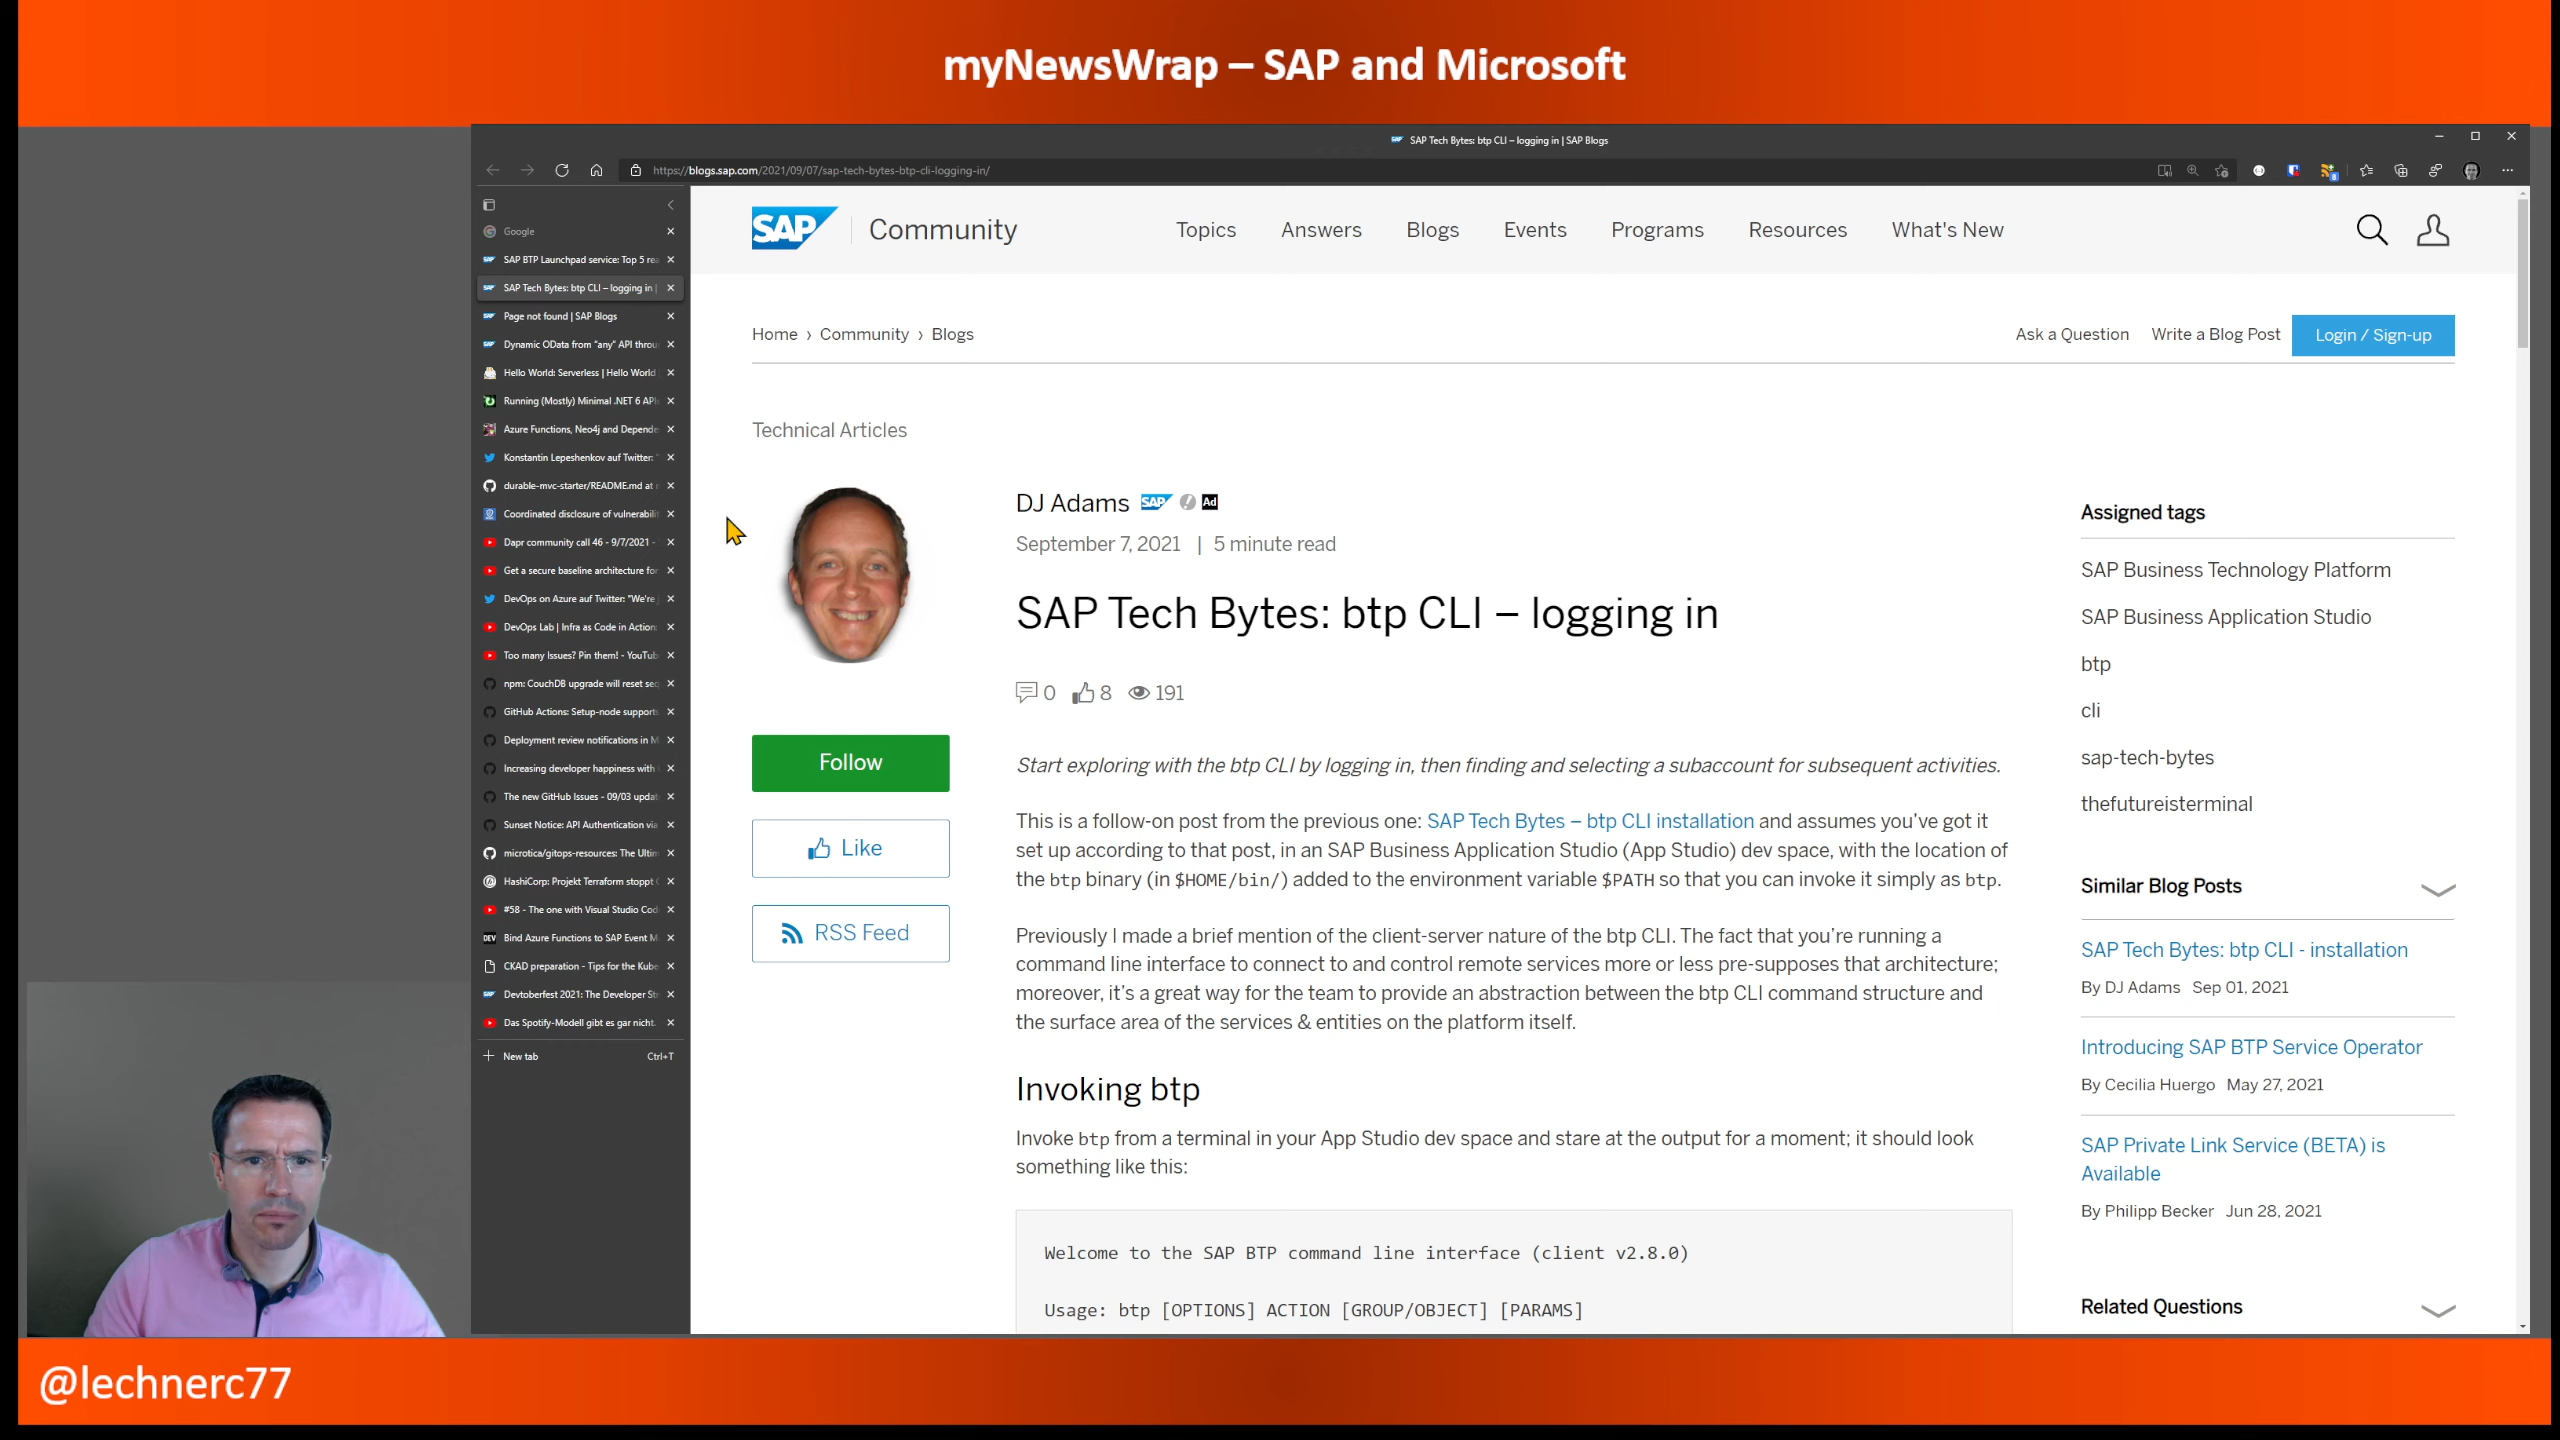 myNewsWrap – SAP and Microsoft
SAP Tech Bytes: btp CLI – logging in | SAP Blogs
https://blogs.sap.com/2021/09/07/sap-tech-bytes-btp-cli-logging-in/
Google
SAP BTP Launchpad service: Top 5 rea
SAP Tech Bytes: btp CLI – logging in |
Page not found | SAP Blogs
Dynamic OData from "any" API throu
Hello World: Serverless | Hello World
Running (Mostly) Minimal .NET 6 API
Azure Functions, Neo4j and Depende
Konstantin Lepeshenkov auf Twitter: "
durable-mvc-starter/README.md at
Coordinated disclosure of vulnerabili
Dapr community call 46 - 9/7/2021 -
Get a secure baseline architecture for
DevOps on Azure auf Twitter: "We're
DevOps Lab | Infra as Code in Action:
Too many Issues? Pin them! - YouTub
npm: CouchDB upgrade will reset seq
GitHub Actions: Setup-node supports
Deployment review notifications in M
Increasing developer happiness with
The new GitHub Issues - 09/03 updat
Sunset Notice: API Authentication via
microtica/gitops-resources: The Ultim
HashiCorp: Projekt Terraform stoppt
#58 - The one with Visual Studio Cod
DEV Bind Azure Functions to SAP Event M
CKAD preparation - Tips for the Kube
Devtoberfest 2021: The Developer St
Das Spotify-Modell gibt es gar nicht.
New tab Ctrl+T
SAP Community Topics Answers Blogs Events Programs Resources What's New
Home › Community › Blogs
Ask a Question Write a Blog Post Login / Sign-up
Technical Articles
DJ Adams SAP Ad
September 7, 2021 | 5 minute read
SAP Tech Bytes: btp CLI – logging in
0 8 191
Follow
Like
RSS Feed
Start exploring with the btp CLI by logging in, then finding and selecting a subaccount for subsequent activities.
This is a follow-on post from the previous one: SAP Tech Bytes – btp CLI installation and assumes you've got it
set up according to that post, in an SAP Business Application Studio (App Studio) dev space, with the location of
the btp binary (in $HOME/bin/) added to the environment variable $PATH so that you can invoke it simply as btp.
Previously I made a brief mention of the client-server nature of the btp CLI. The fact that you're running a
command line interface to connect to and control remote services more or less pre-supposes that architecture;
moreover, it's a great way for the team to provide an abstraction between the btp CLI command structure and
the surface area of the services & entities on the platform itself.
Invoking btp
Invoke btp from a terminal in your App Studio dev space and stare at the output for a moment; it should look
something like this:
Welcome to the SAP BTP command line interface (client v2.8.0)
Usage: btp [OPTIONS] ACTION [GROUP/OBJECT] [PARAMS]
Assigned tags
SAP Business Technology Platform
SAP Business Application Studio
btp
cli
sap-tech-bytes
thefutureisterminal
Similar Blog Posts
SAP Tech Bytes: btp CLI - installation
By DJ Adams Sep 01, 2021
Introducing SAP BTP Service Operator
By Cecilia Huergo May 27, 2021
SAP Private Link Service (BETA) is
Available
By Philipp Becker Jun 28, 2021
Related Questions
@lechnerc77